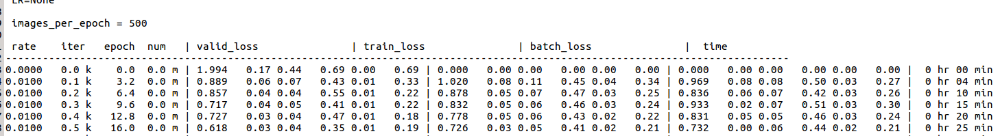 LR=None
images_per_epoch = 500
rate iter epoch num | valid_loss | train_loss | batch_loss | time
--------------------------------------------------------------------------------------------------------------------------------
0.0000 0.0 k 0.0 0.0 m | 1.994 0.17 0.44 0.69 0.00 0.69 | 0.000 0.00 0.00 0.00 0.00 0.00 | 0.000 0.00 0.00 0.00 0.00 0.00 | 0 hr 00 min
0.0100 0.1 k 3.2 0.0 m | 0.889 0.06 0.07 0.43 0.01 0.33 | 1.020 0.08 0.11 0.45 0.04 0.34 | 0.969 0.08 0.08 0.50 0.03 0.27 | 0 hr 04 min
0.0100 0.2 k 6.4 0.0 m | 0.857 0.04 0.04 0.55 0.01 0.22 | 0.878 0.05 0.07 0.47 0.03 0.25 | 0.836 0.06 0.07 0.42 0.03 0.26 | 0 hr 10 min
0.0100 0.3 k 9.6 0.0 m | 0.717 0.04 0.05 0.41 0.01 0.22 | 0.832 0.05 0.06 0.46 0.03 0.24 | 0.933 0.02 0.07 0.51 0.03 0.30 | 0 hr 15 min
0.0100 0.4 k 12.8 0.0 m | 0.727 0.03 0.04 0.47 0.01 0.18 | 0.778 0.05 0.06 0.43 0.02 0.22 | 0.831 0.05 0.05 0.46 0.03 0.24 | 0 hr 20 min
0.0100 0.5 k 16.0 0.0 m | 0.618 0.03 0.04 0.35 0.01 0.19 | 0.726 0.03 0.05 0.41 0.02 0.21 | 0.732 0.00 0.06 0.44 0.02 0.21 | 0 hr 25 min